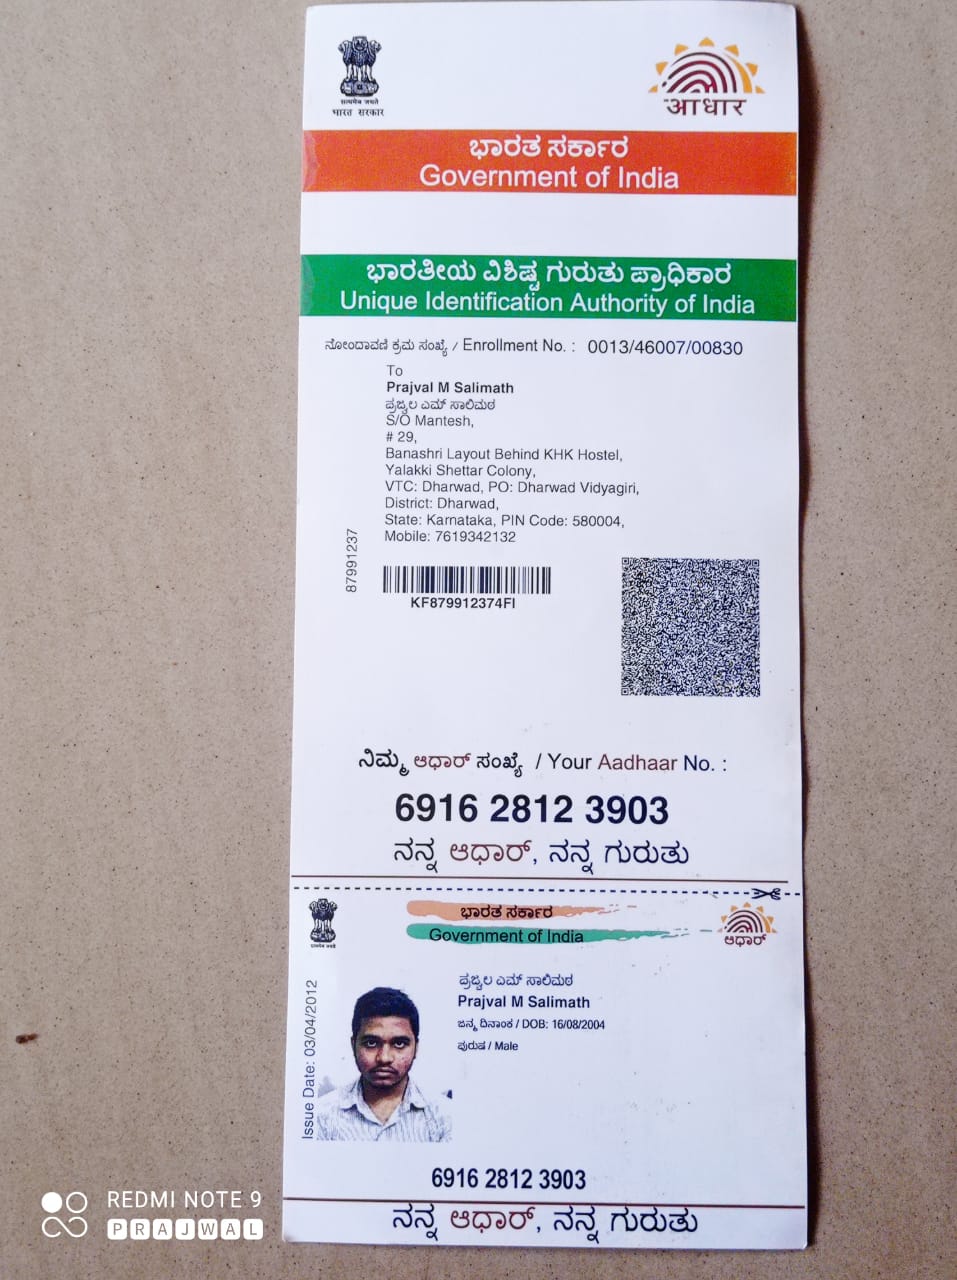 सत्यमेव जयते
भारत सरकार
आधार
ಭಾರತ ಸರ್ಕಾರ
Government of India
ಭಾರತೀಯ ವಿಶಿಷ್ಟ ಗುರುತು ಪ್ರಾಧಿಕಾರ
Unique Identification Authority of India
ನೋಂದಾವಣಿ ಕ್ರಮ ಸಂಖ್ಯೆ / Enrollment No. : 0013/46007/00830
To
Prajval M Salimath
ಪ್ರಜ್ವಲ ಎಮ್ ಸಾಲಿಮಠ
S/O Mantesh,
# 29,
Banashri Layout Behind KHK Hostel,
Yalakki Shettar Colony,
VTC: Dharwad, PO: Dharwad Vidyagiri,
District: Dharwad,
State: Karnataka, PIN Code: 580004,
Mobile: 7619342132
87991237
KF879912374FI
ನಿಮ್ಮ ಆಧಾರ್ ಸಂಖ್ಯೆ / Your Aadhaar No. :
6916 2812 3903
ನನ್ನ ಆಧಾರ್, ನನ್ನ ಗುರುತು
ಭಾರತ ಸರ್ಕಾರ
Government of India
ಆಧಾರ್
Issue Date: 03/04/2012
ಪ್ರಜ್ವಲ ಎಮ್ ಸಾಲಿಮಠ
Prajval M Salimath
ಜನ್ಮ ದಿನಾಂಕ / DOB: 16/08/2004
ಪುರುಷ / Male
6916 2812 3903
ನನ್ನ ಆಧಾರ್, ನನ್ನ ಗುರುತು
REDMI NOTE 9
PRAJWAL